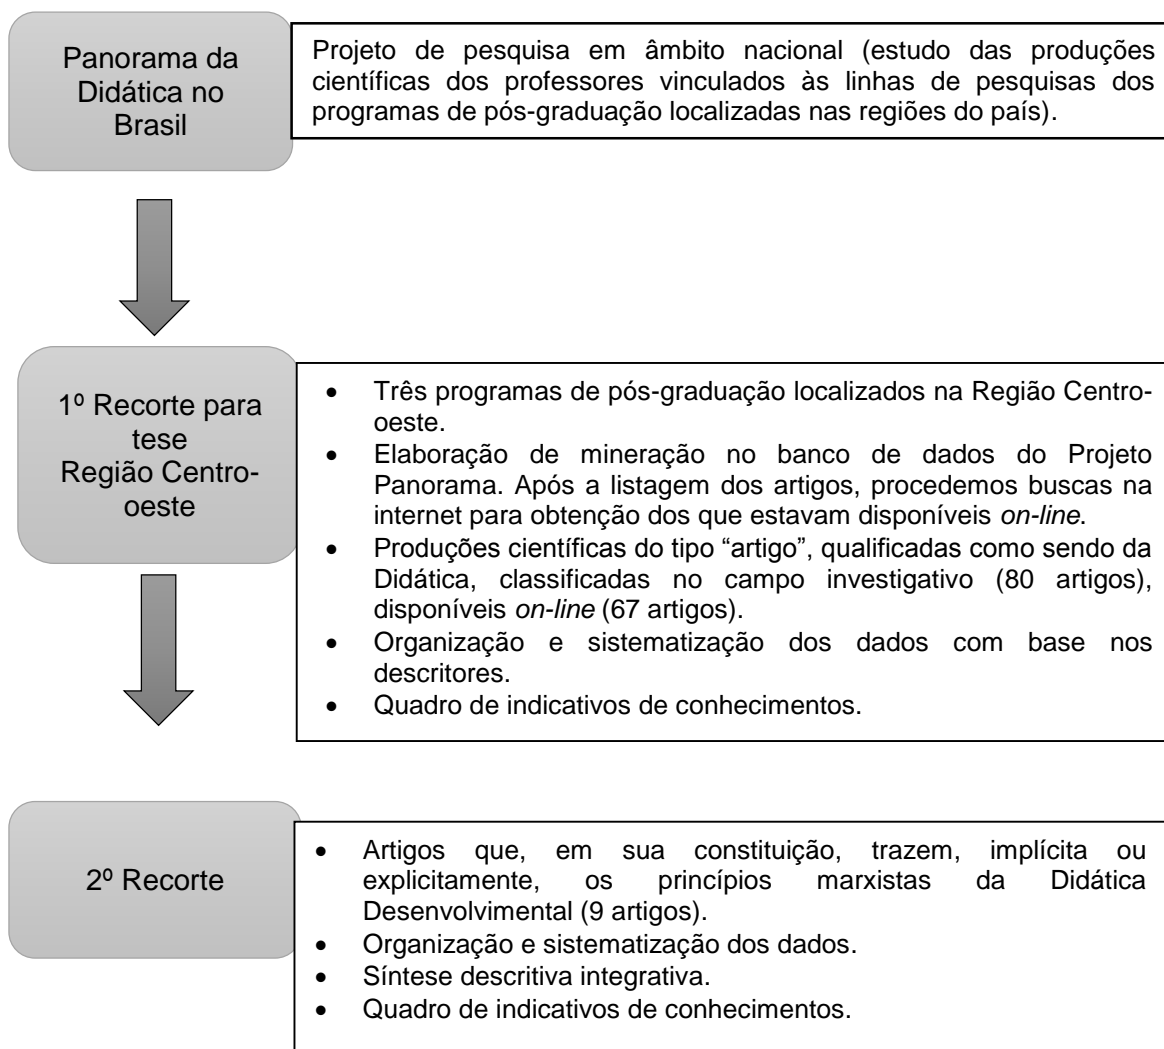 Panorama da
Didática no
Brasil
Projeto de pesquisa em âmbito nacional (estudo das produções
científicas dos professores vinculados às linhas de pesquisas dos
programas de pós-graduação localizadas nas regiões do país).
1º Recorte para
tese
Região Centro-
oeste
• Três programas de pós-graduação localizados na Região Centro-
oeste.
• Elaboração de mineração no banco de dados do Projeto
Panorama. Após a listagem dos artigos, procedemos buscas na
internet para obtenção dos que estavam disponíveis on-line.
• Produções científicas do tipo “artigo”, qualificadas como sendo da
Didática, classificadas no campo investigativo (80 artigos),
disponíveis on-line (67 artigos).
• Organização e sistematização dos dados com base nos
descritores.
• Quadro de indicativos de conhecimentos.
2º Recorte
• Artigos que, em sua constituição, trazem, implícita ou
explicitamente, os princípios marxistas da Didática
Desenvolvimental (9 artigos).
• Organização e sistematização dos dados.
• Síntese descritiva integrativa.
• Quadro de indicativos de conhecimentos.